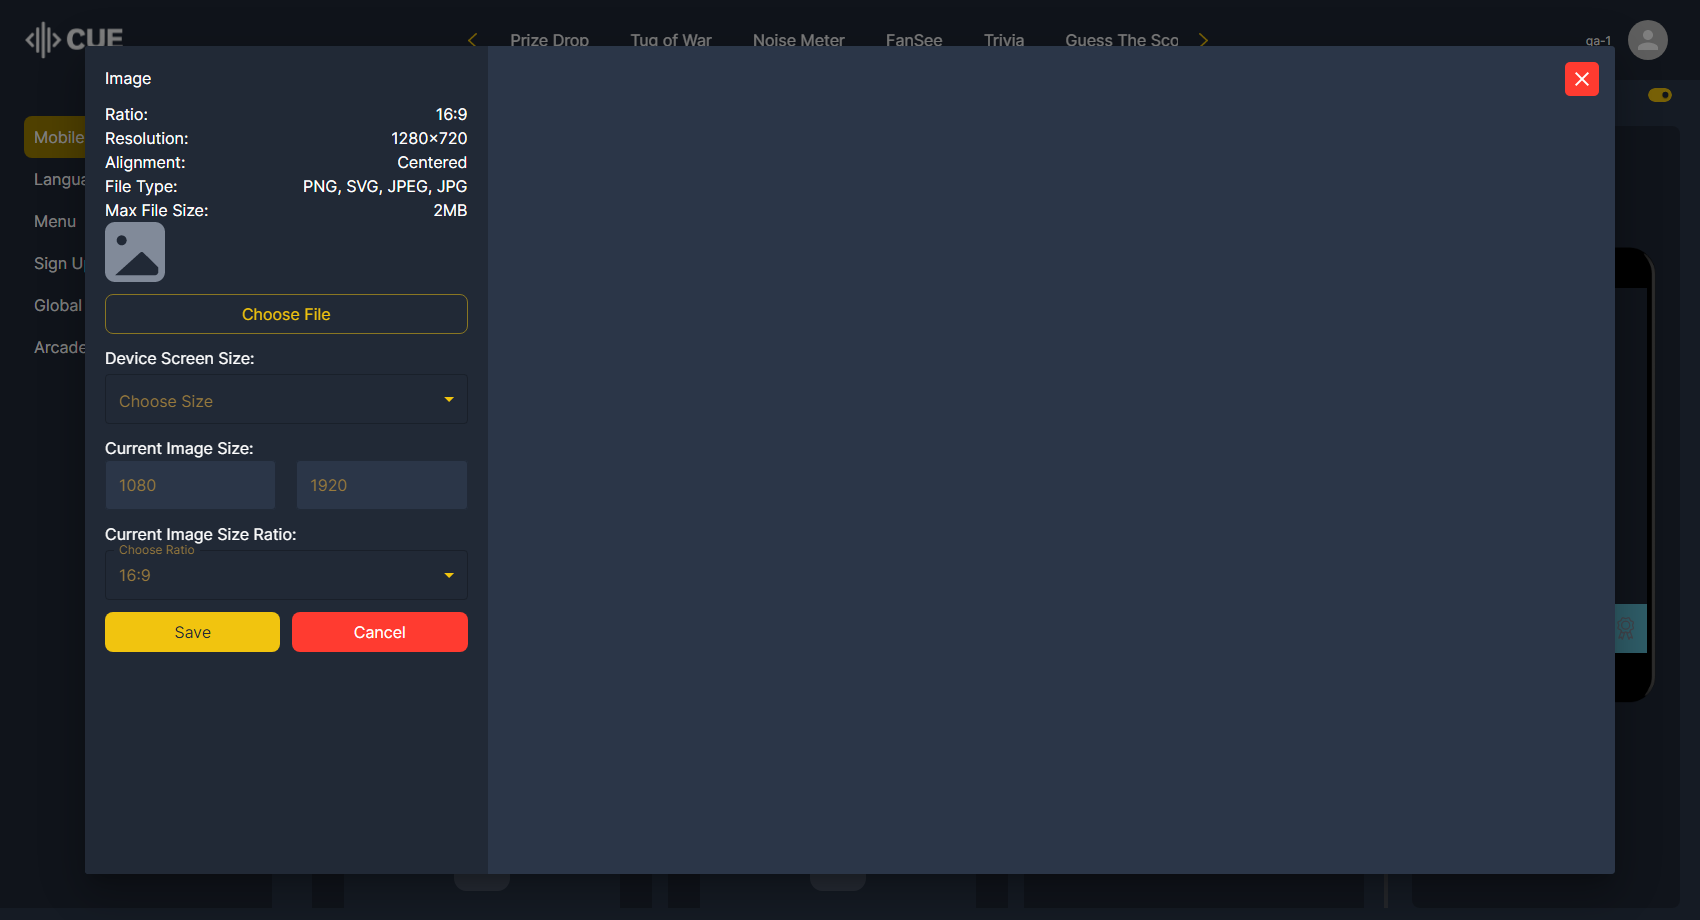 CUE
Prize Drop Tug of War Noise Meter FanSee Trivia Guess The Sco
qa-1
Mobile
Langua
Menu
Sign Up
Global
Arcade
Image
Ratio: 16:9
Resolution: 1280×720
Alignment: Centered
File Type: PNG, SVG, JPEG, JPG
Max File Size: 2MB
Choose File
Device Screen Size:
Choose Size
Current Image Size:
1080 1920
Current Image Size Ratio:
Choose Ratio
16:9
Save Cancel